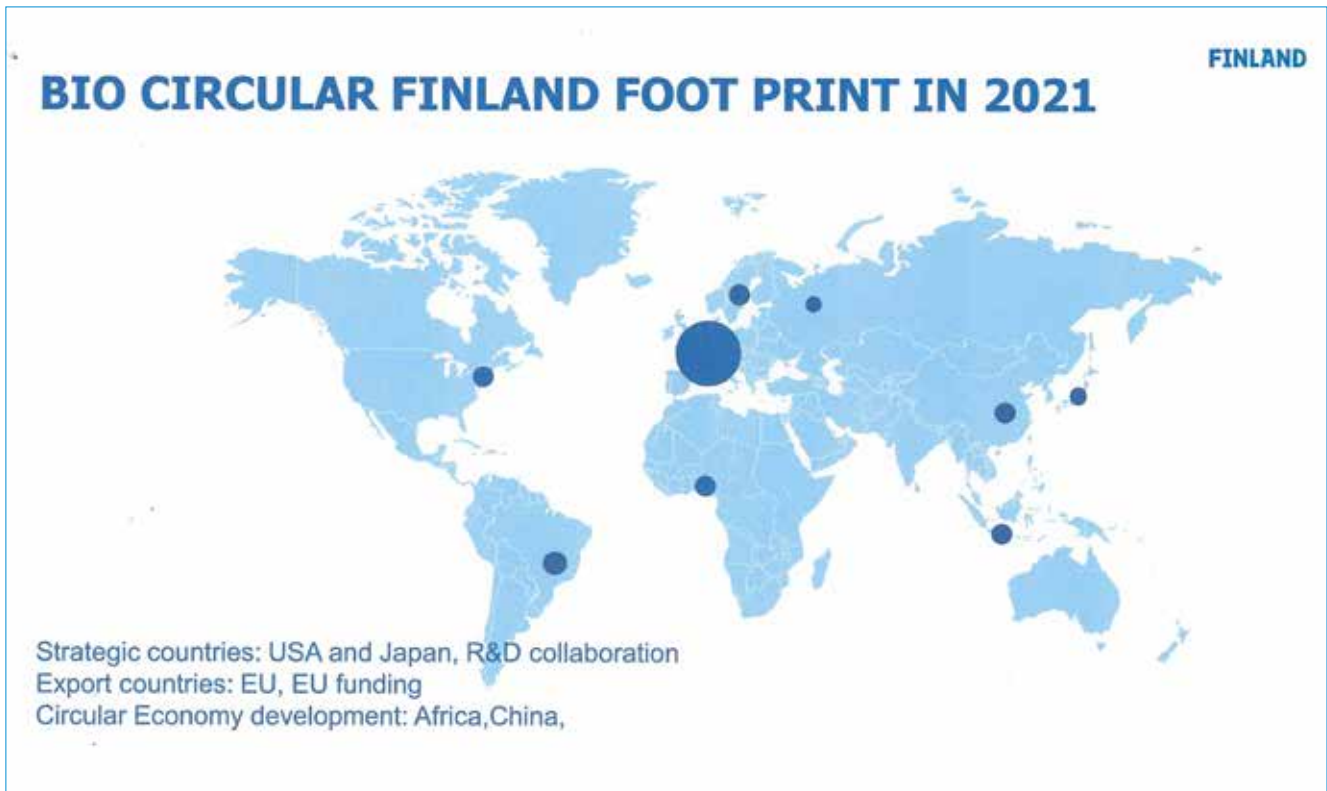 FINLAND
BIO CIRCULAR FINLAND FOOT PRINT IN 2021
Strategic countries: USA and Japan, R&D collaboration
Export countries: EU, EU funding
Circular Economy development: Africa,China,